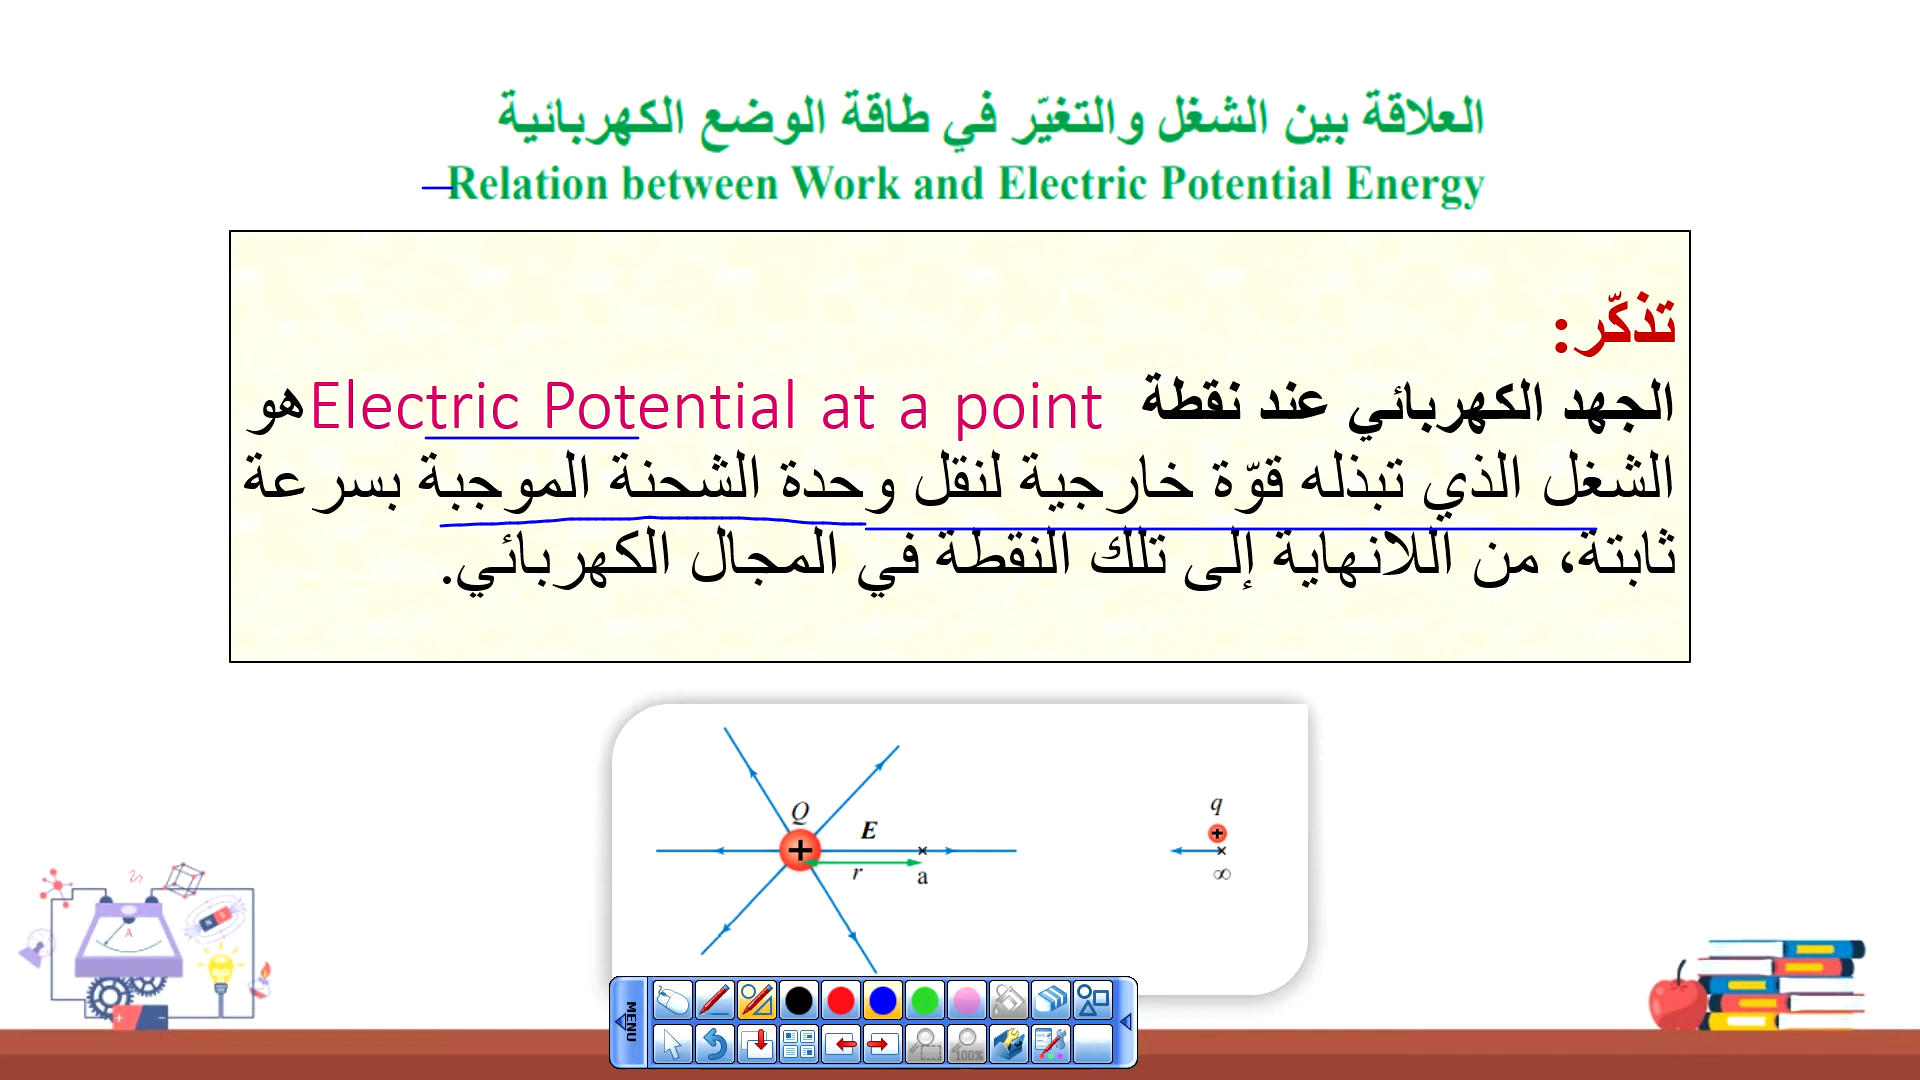 العلاقة بين الشغل والتغيّر في طاقة الوضع الكهربائية
Relation between Work and Electric Potential Energy
تذكّر:
الجهد الكهربائي عند نقطة Electric Potential at a point هو
الشغل الذي تبذله قوّة خارجية لنقل وحدة الشحنة الموجبة بسرعة
ثابتة، من اللانهاية إلى تلك النقطة في المجال الكهربائي.
Q
E
r
a
q
∞
A
MENU
100%